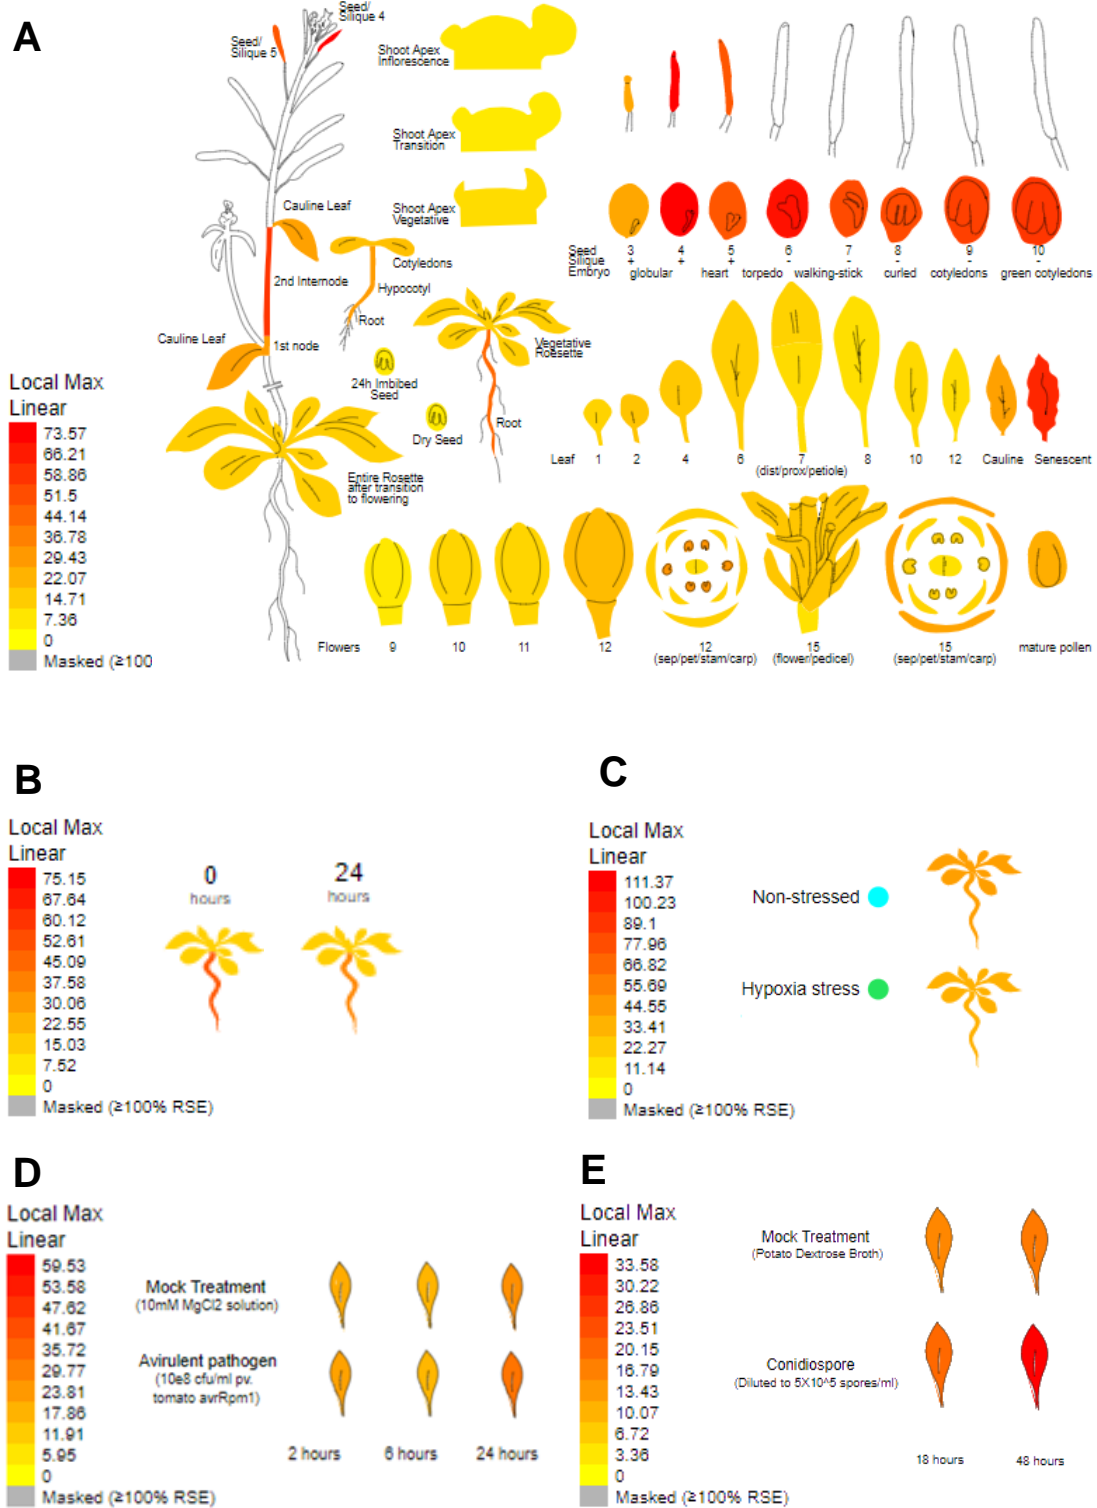 A
Seed/
Silique 4
Seed/
Silique 5
Shoot Apex
Inflorescence
Shoot Apex
Transition
Shoot Apex
Vegetative
Cauline Leaf
Cotyledons
2nd Internode
Hypocotyl
Root
Cauline Leaf
1st node
24h Imbibed
Seed
Dry Seed
Vegetative
Roesette
Root
Entire Rosette
after transition
to flowering
Seed 3 4 5 6 7 8 9 10
Silique + + + - - - - -
Embryo globular heart torpedo walking-stick curled cotyledons green cotyledons
Leaf 1 2 4 6 7 8 10 12 Cauline Senescent
(dist/prox/petiole)
Flowers 9 10 11 12 12 15 15 mature pollen
(sep/pet/stam/carp) (flower/pedicel) (sep/pet/stam/carp)
Local Max
Linear
73.57
66.21
58.86
51.5
44.14
36.78
29.43
22.07
14.71
7.36
0
Masked (≥100
B
Local Max
Linear
75.15
67.64
60.12
52.61
45.09
37.58
30.06
22.55
15.03
7.52
0
Masked (≥100% RSE)
0
hours
24
hours
C
Local Max
Linear
111.37
100.23
89.1
77.96
66.82
55.69
44.55
33.41
22.27
11.14
0
Masked (≥100% RSE)
Non-stressed
Hypoxia stress
D
Local Max
Linear
59.53
53.58
47.62
41.67
35.72
29.77
23.81
17.86
11.91
5.95
0
Masked (≥100% RSE)
Mock Treatment
(10mM MgCl2 solution)
Avirulent pathogen
(10e8 cfu/ml pv.
tomato avrRpm1)
2 hours 6 hours 24 hours
E
Local Max
Linear
33.58
30.22
26.86
23.51
20.15
16.79
13.43
10.07
6.72
3.36
0
Masked (≥100% RSE)
Mock Treatment
(Potato Dextrose Broth)
Conidiospore
(Diluted to 5X10^5 spores/ml)
18 hours 48 hours